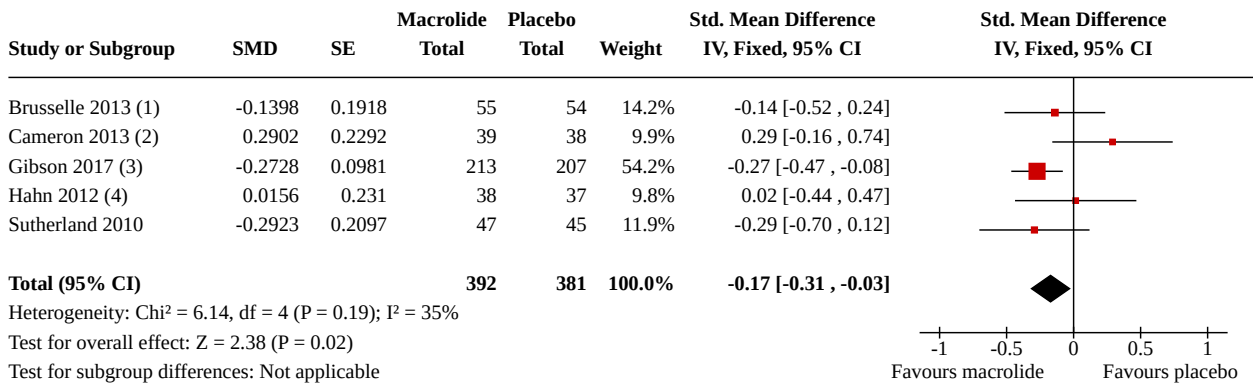 Macrolide Placebo Std. Mean Difference Std. Mean Difference
Study or Subgroup SMD SE Total Total Weight IV, Fixed, 95% CI IV, Fixed, 95% CI
Brusselle 2013 (1) -0.1398 0.1918 55 54 14.2% -0.14 [-0.52 , 0.24]
Cameron 2013 (2) 0.2902 0.2292 39 38 9.9% 0.29 [-0.16 , 0.74]
Gibson 2017 (3) -0.2728 0.0981 213 207 54.2% -0.27 [-0.47 , -0.08]
Hahn 2012 (4) 0.0156 0.231 38 37 9.8% 0.02 [-0.44 , 0.47]
Sutherland 2010 -0.2923 0.2097 47 45 11.9% -0.29 [-0.70 , 0.12]
Total (95% CI) 392 381 100.0% -0.17 [-0.31 , -0.03]
Heterogeneity: Chi² = 6.14, df = 4 (P = 0.19); I² = 35%
Test for overall effect: Z = 2.38 (P = 0.02) -1 -0.5 0 0.5 1
Test for subgroup differences: Not applicable Favours macrolide Favours placebo